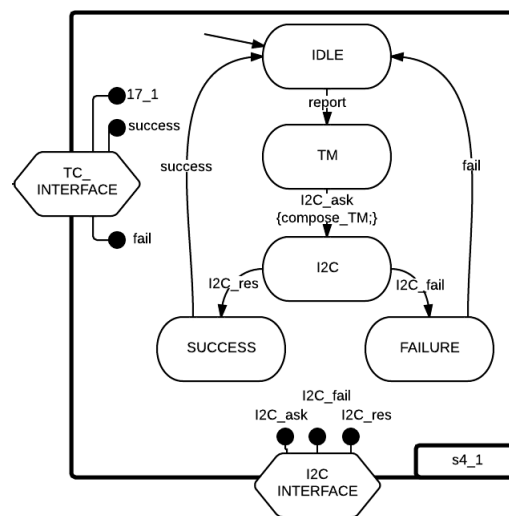 IDLE
17_1
report
success
success
TM
fail
TC_
INTERFACE
I2C_ask
{compose_TM;}
fail
I2C
I2C_res
I2C_fail
SUCCESS
FAILURE
I2C_fail
I2C_ask
I2C_res
s4_1
I2C
INTERFACE